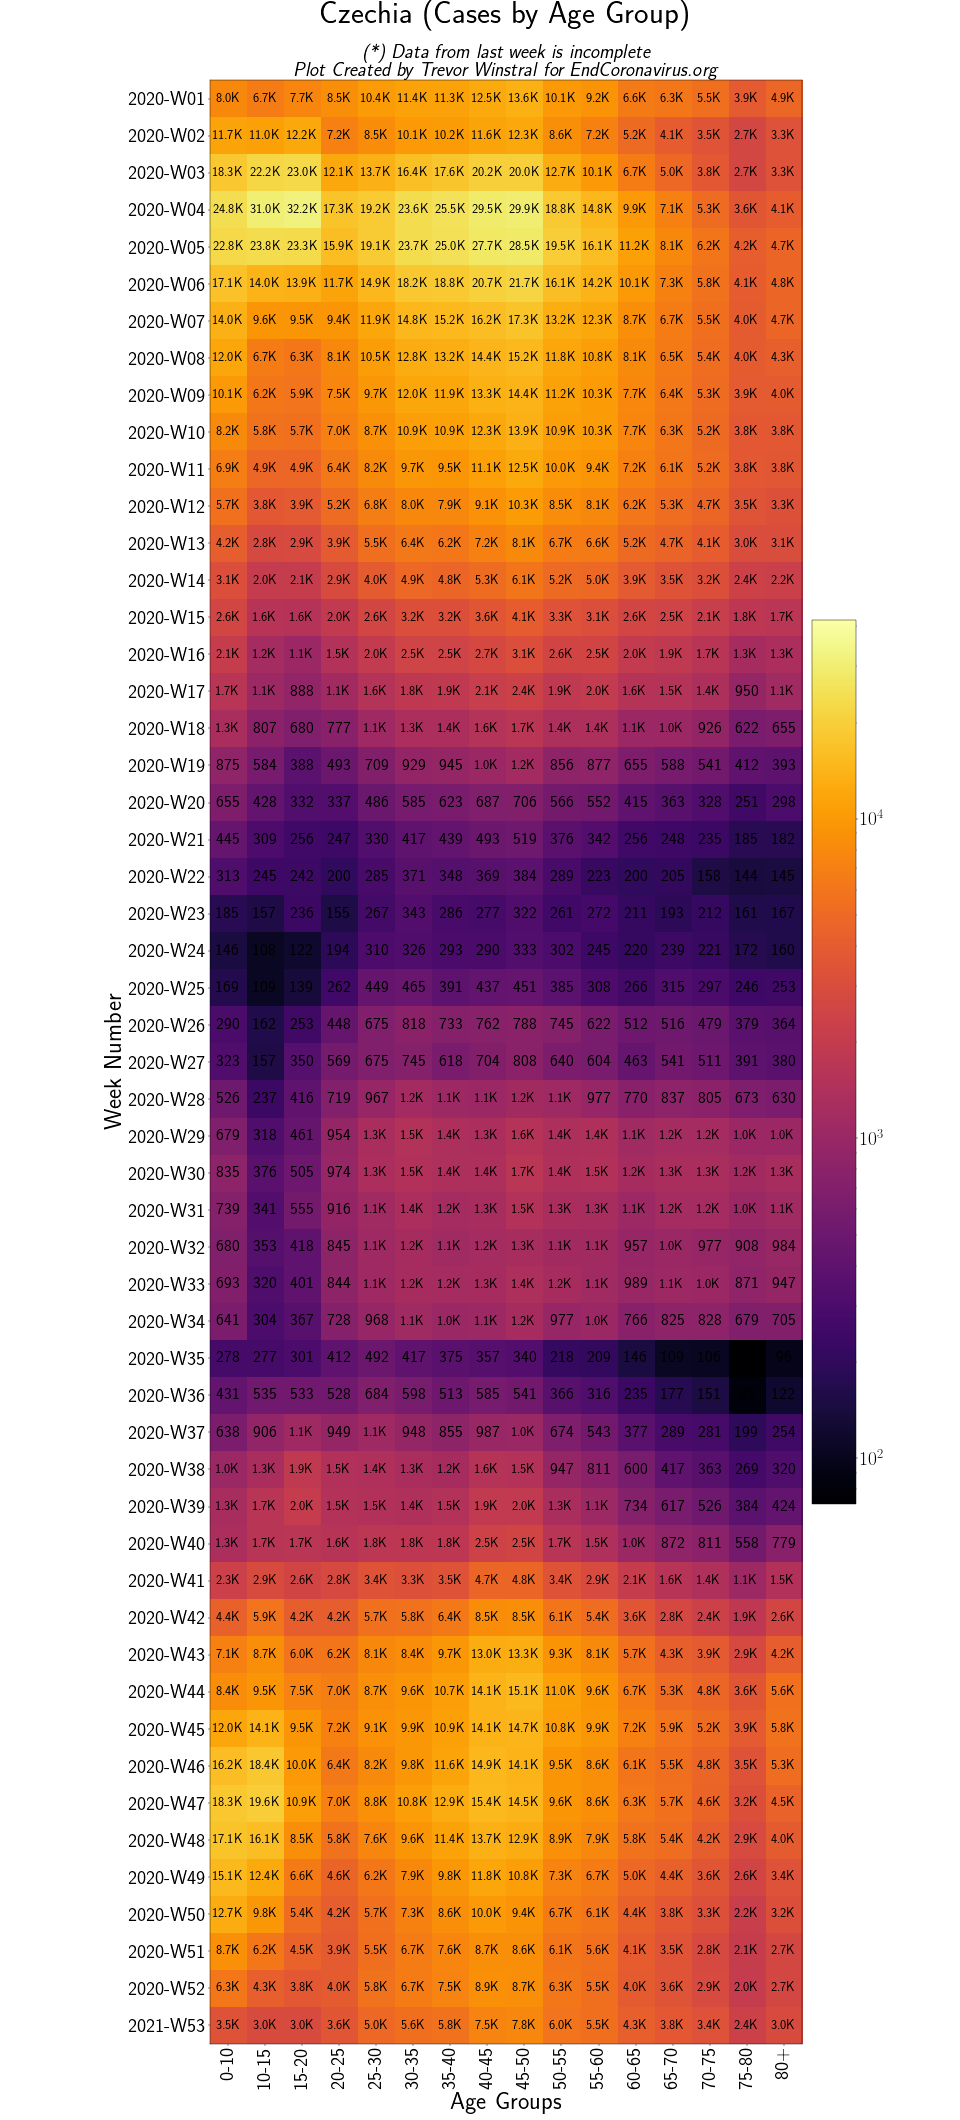 Czechia (Cases by Age Group)
(*) Data from last week is incomplete
Plot Created by Trevor Winstral for EndCoronavirus.org
2020-W01 8.0K 6.7K 7.7K 8.5K 10.4K 11.4K 11.3K 12.5K 13.6K 10.1K 9.2K 6.6K 6.3K 5.5K 3.9K 4.9K
2020-W02 11.7K 11.0K 12.2K 7.2K 8.5K 10.1K 10.2K 11.6K 12.3K 8.6K 7.2K 5.2K 4.1K 3.5K 2.7K 3.3K
2020-W03 18.3K 22.2K 23.0K 12.1K 13.7K 16.4K 17.6K 20.2K 20.0K 12.7K 10.1K 6.7K 5.0K 3.8K 2.7K 3.3K
2020-W04 24.8K 31.0K 32.2K 17.3K 19.2K 23.6K 25.5K 29.5K 29.9K 18.8K 14.8K 9.9K 7.1K 5.3K 3.6K 4.1K
2020-W05 22.8K 23.8K 23.3K 15.9K 19.1K 23.7K 25.0K 27.7K 28.5K 19.5K 16.1K 11.2K 8.1K 6.2K 4.2K 4.7K
2020-W06 17.1K 14.0K 13.9K 11.7K 14.9K 18.2K 18.8K 20.7K 21.7K 16.1K 14.2K 10.1K 7.3K 5.8K 4.1K 4.8K
2020-W07 14.0K 9.6K 9.5K 9.4K 11.9K 14.8K 15.2K 16.2K 17.3K 13.2K 12.3K 8.7K 6.7K 5.5K 4.0K 4.7K
2020-W08 12.0K 6.7K 6.3K 8.1K 10.5K 12.8K 13.2K 14.4K 15.2K 11.8K 10.8K 8.1K 6.5K 5.4K 4.0K 4.3K
2020-W09 10.1K 6.2K 5.9K 7.5K 9.7K 12.0K 11.9K 13.3K 14.4K 11.2K 10.3K 7.7K 6.4K 5.3K 3.9K 4.0K
2020-W10 8.2K 5.8K 5.7K 7.0K 8.7K 10.9K 10.9K 12.3K 13.9K 10.9K 10.3K 7.7K 6.3K 5.2K 3.8K 3.8K
2020-W11 6.9K 4.9K 4.9K 6.4K 8.2K 9.7K 9.5K 11.1K 12.5K 10.0K 9.4K 7.2K 6.1K 5.2K 3.8K 3.8K
2020-W12 5.7K 3.8K 3.9K 5.2K 6.8K 8.0K 7.9K 9.1K 10.3K 8.5K 8.1K 6.2K 5.3K 4.7K 3.5K 3.3K
2020-W13 4.2K 2.8K 2.9K 3.9K 5.5K 6.4K 6.2K 7.2K 8.1K 6.7K 6.6K 5.2K 4.7K 4.1K 3.0K 3.1K
2020-W14 3.1K 2.0K 2.1K 2.9K 4.0K 4.9K 4.8K 5.3K 6.1K 5.2K 5.0K 3.9K 3.5K 3.2K 2.4K 2.2K
2020-W15 2.6K 1.6K 1.6K 2.0K 2.6K 3.2K 3.2K 3.6K 4.1K 3.3K 3.1K 2.6K 2.5K 2.1K 1.8K 1.7K
2020-W16 2.1K 1.2K 1.1K 1.5K 2.0K 2.5K 2.5K 2.7K 3.1K 2.6K 2.5K 2.0K 1.9K 1.7K 1.3K 1.3K
2020-W17 1.7K 1.1K 888 1.1K 1.6K 1.8K 1.9K 2.1K 2.4K 1.9K 2.0K 1.6K 1.5K 1.4K 950 1.1K
2020-W18 1.3K 807 680 777 1.1K 1.3K 1.4K 1.6K 1.7K 1.4K 1.4K 1.1K 1.0K 926 622 655
2020-W19 875 584 388 493 709 929 945 1.0K 1.2K 856 877 655 588 541 412 393
2020-W20 655 428 332 337 486 585 623 687 706 566 552 415 363 328 251 298
2020-W21 445 309 256 247 330 417 439 493 519 376 342 256 248 235 185 182
2020-W22 313 245 242 200 285 371 348 369 384 289 223 200 205 158 144 145
2020-W23 185 157 236 155 267 343 286 277 322 261 272 211 193 212 161 167
2020-W24 146 108 122 194 310 326 293 290 333 302 245 220 239 221 172 160
2020-W25 169 109 139 262 449 465 391 437 451 385 308 266 315 297 246 253
2020-W26 290 162 253 448 675 818 733 762 788 745 622 512 516 479 379 364
2020-W27 323 157 350 569 675 745 618 704 808 640 604 463 541 511 391 380
2020-W28 526 237 416 719 967 1.2K 1.1K 1.1K 1.2K 1.1K 977 770 837 805 673 630
2020-W29 679 318 461 954 1.3K 1.5K 1.4K 1.3K 1.6K 1.4K 1.4K 1.1K 1.2K 1.2K 1.0K 1.0K
2020-W30 835 376 505 974 1.3K 1.5K 1.4K 1.4K 1.7K 1.4K 1.5K 1.2K 1.3K 1.3K 1.2K 1.3K
2020-W31 739 341 555 916 1.1K 1.4K 1.2K 1.3K 1.5K 1.3K 1.3K 1.1K 1.2K 1.2K 1.0K 1.1K
2020-W32 680 353 418 845 1.1K 1.2K 1.1K 1.2K 1.3K 1.1K 1.1K 957 1.0K 977 908 984
2020-W33 693 320 401 844 1.1K 1.2K 1.2K 1.3K 1.4K 1.2K 1.1K 989 1.1K 1.0K 871 947
2020-W34 641 304 367 728 968 1.1K 1.0K 1.1K 1.2K 977 1.0K 766 825 828 679 705
2020-W35 278 277 301 412 492 417 375 357 340 218 209 146 109 106 96
2020-W36 431 535 533 528 684 598 513 585 541 366 316 235 177 151 122
2020-W37 638 906 1.1K 949 1.1K 948 855 987 1.0K 674 543 377 289 281 199 254
2020-W38 1.0K 1.3K 1.9K 1.5K 1.4K 1.3K 1.2K 1.6K 1.5K 947 811 600 417 363 269 320
2020-W39 1.3K 1.7K 2.0K 1.5K 1.5K 1.4K 1.5K 1.9K 2.0K 1.3K 1.1K 734 617 526 384 424
2020-W40 1.3K 1.7K 1.7K 1.6K 1.8K 1.8K 1.8K 2.5K 2.5K 1.7K 1.5K 1.0K 872 811 558 779
2020-W41 2.3K 2.9K 2.6K 2.8K 3.4K 3.3K 3.5K 4.7K 4.8K 3.4K 2.9K 2.1K 1.6K 1.4K 1.1K 1.5K
2020-W42 4.4K 5.9K 4.2K 4.2K 5.7K 5.8K 6.4K 8.5K 8.5K 6.1K 5.4K 3.6K 2.8K 2.4K 1.9K 2.6K
2020-W43 7.1K 8.7K 6.0K 6.2K 8.1K 8.4K 9.7K 13.0K 13.3K 9.3K 8.1K 5.7K 4.3K 3.9K 2.9K 4.2K
2020-W44 8.4K 9.5K 7.5K 7.0K 8.7K 9.6K 10.7K 14.1K 15.1K 11.0K 9.6K 6.7K 5.3K 4.8K 3.6K 5.6K
2020-W45 12.0K 14.1K 9.5K 7.2K 9.1K 9.9K 10.9K 14.1K 14.7K 10.8K 9.9K 7.2K 5.9K 5.2K 3.9K 5.8K
2020-W46 16.2K 18.4K 10.0K 6.4K 8.2K 9.8K 11.6K 14.9K 14.1K 9.5K 8.6K 6.1K 5.5K 4.8K 3.5K 5.3K
2020-W47 18.3K 19.6K 10.9K 7.0K 8.8K 10.8K 12.9K 15.4K 14.5K 9.6K 8.6K 6.3K 5.7K 4.6K 3.2K 4.5K
2020-W48 17.1K 16.1K 8.5K 5.8K 7.6K 9.6K 11.4K 13.7K 12.9K 8.9K 7.9K 5.8K 5.4K 4.2K 2.9K 4.0K
2020-W49 15.1K 12.4K 6.6K 4.6K 6.2K 7.9K 9.8K 11.8K 10.8K 7.3K 6.7K 5.0K 4.4K 3.6K 2.6K 3.4K
2020-W50 12.7K 9.8K 5.4K 4.2K 5.7K 7.3K 8.6K 10.0K 9.4K 6.7K 6.1K 4.4K 3.8K 3.3K 2.2K 3.2K
2020-W51 8.7K 6.2K 4.5K 3.9K 5.5K 6.7K 7.6K 8.7K 8.6K 6.1K 5.6K 4.1K 3.5K 2.8K 2.1K 2.7K
2020-W52 6.3K 4.3K 3.8K 4.0K 5.8K 6.7K 7.5K 8.9K 8.7K 6.3K 5.5K 4.0K 3.6K 2.9K 2.0K 2.7K
2021-W53 3.5K 3.0K 3.0K 3.6K 5.0K 5.6K 5.8K 7.5K 7.8K 6.0K 5.5K 4.3K 3.8K 3.4K 2.4K 3.0K
0-10 10-15 15-20 20-25 25-30 30-35 35-40 40-45 45-50 50-55 55-60 60-65 65-70 70-75 75-80 80+
Age Groups
Week Number
10⁴
10³
10²